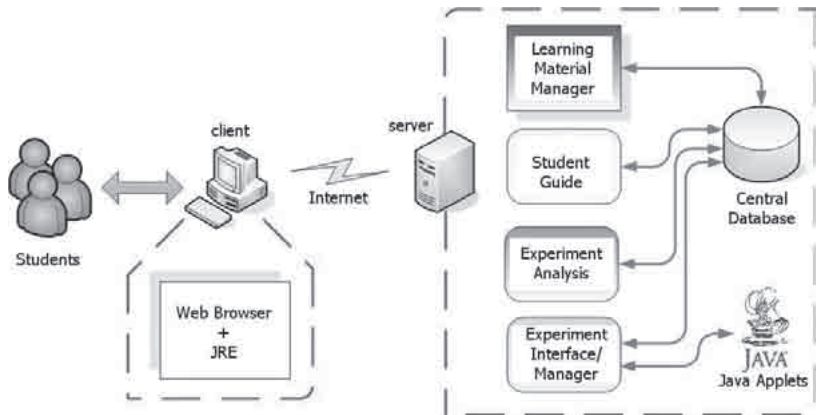 Students
client
Web Browser
+
JRE
Internet
server
Learning
Material
Manager
Student
Guide
Experiment
Analysis
Experiment
Interface/
Manager
Central
Database
JAVA
Java Applets